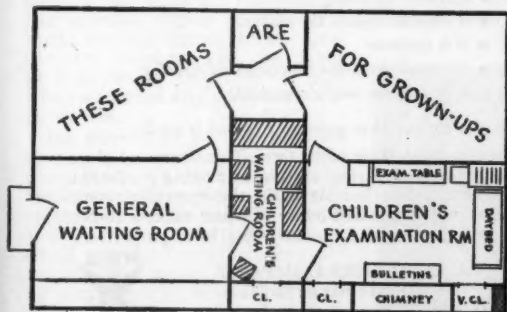 THESE ROOMS
ARE
FOR GROWN-UPS
GENERAL
WAITING ROOM
CHILDREN'S
WAITING ROOM
EXAM. TABLE
CHILDREN'S
EXAMINATION RM
DAYBED
BULLETINS
CL.
CL.
CHIMNEY
V. CL.